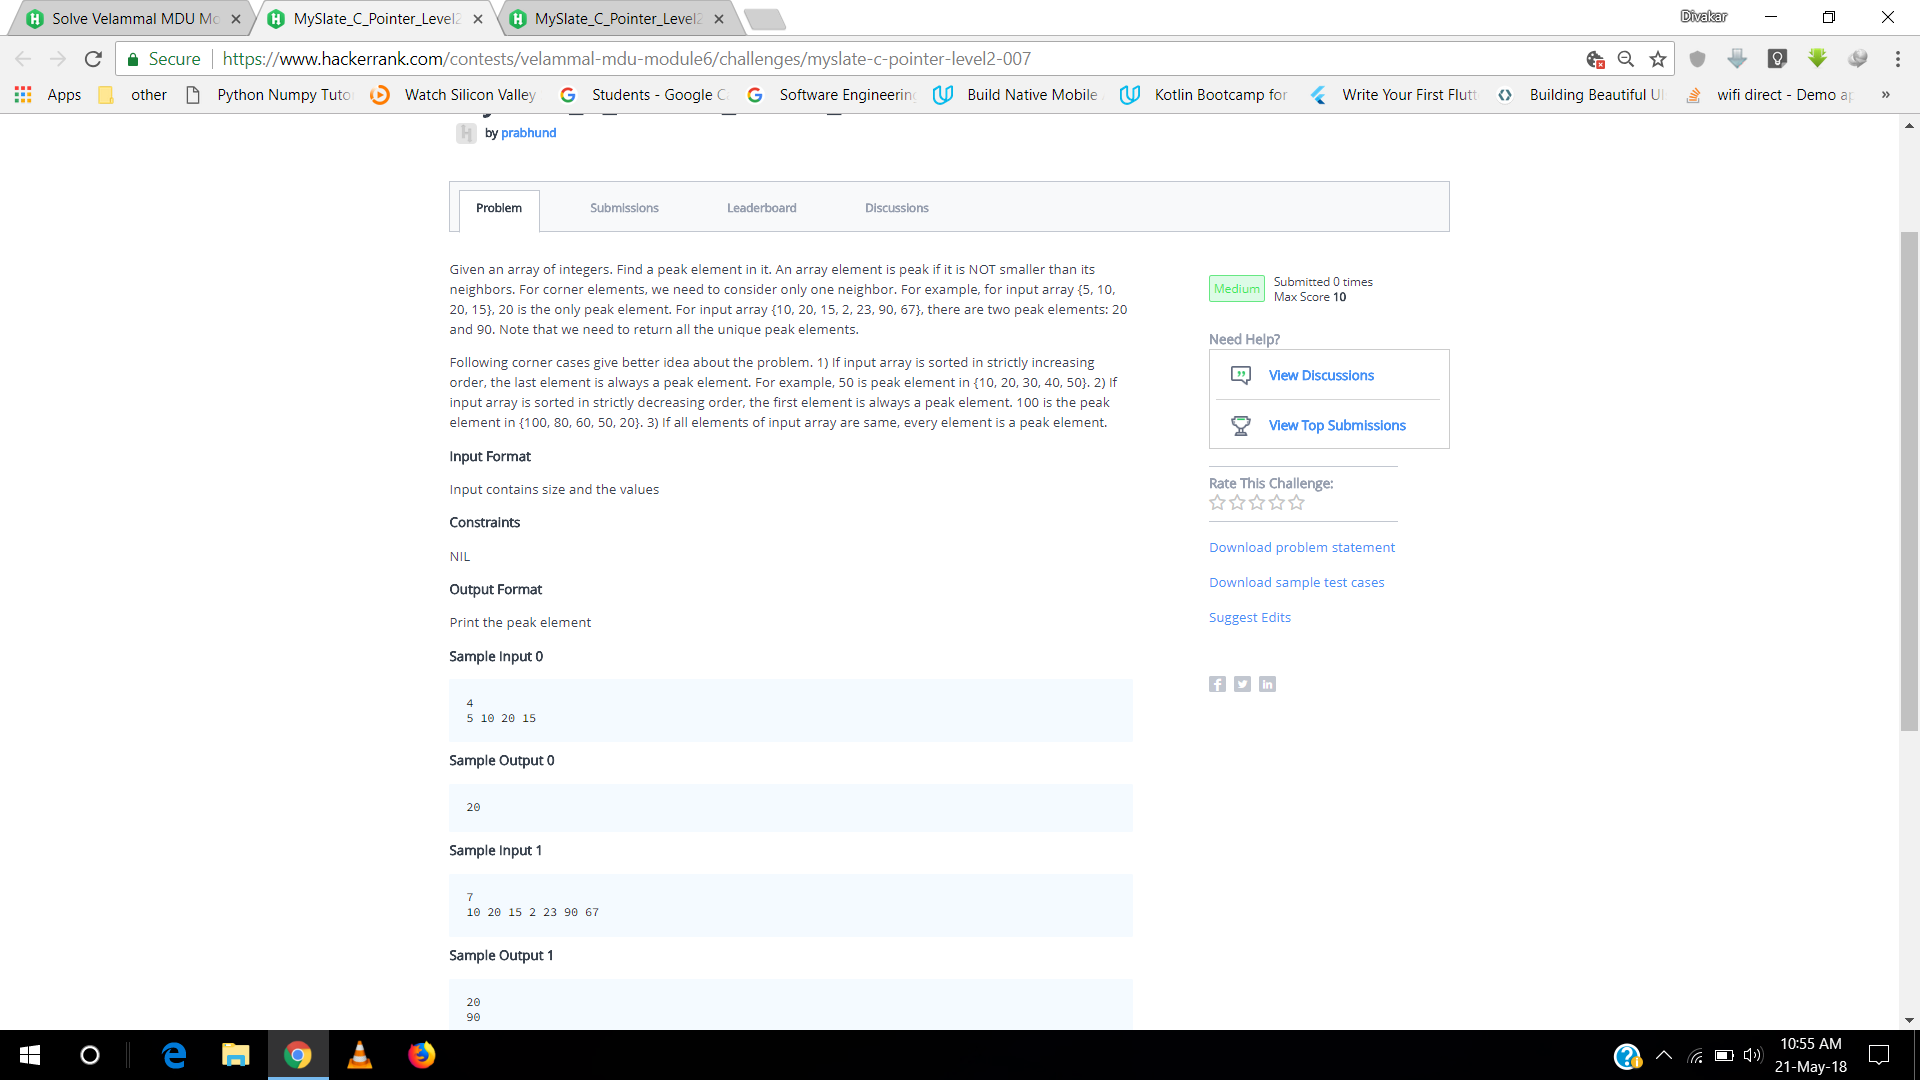 Solve Velammal MDU Mo
MySlate_C_Pointer_Level2
MySlate_C_Pointer_Level2
Divakar
Secure
https://www.hackerrank.com/contests/velammal-mdu-module6/challenges/myslate-c-pointer-level2-007
Apps
other
Python Numpy Tuto
Watch Silicon Valley
Students - Google C
Software Engineering
Build Native Mobile
Kotlin Bootcamp for
Write Your First Flutt
Building Beautiful UI
wifi direct - Demo ap
»
by prabhund
Problem
Submissions
Leaderboard
Discussions
Given an array of integers. Find a peak element in it. An array element is peak if it is NOT smaller than its
neighbors. For corner elements, we need to consider only one neighbor. For example, for input array {5, 10,
20, 15}, 20 is the only peak element. For input array {10, 20, 15, 2, 23, 90, 67}, there are two peak elements: 20
and 90. Note that we need to return all the unique peak elements.
Following corner cases give better idea about the problem. 1) If input array is sorted in strictly increasing
order, the last element is always a peak element. For example, 50 is peak element in {10, 20, 30, 40, 50}. 2) If
input array is sorted in strictly decreasing order, the first element is always a peak element. 100 is the peak
element in {100, 80, 60, 50, 20}. 3) If all elements of input array are same, every element is a peak element.
Input Format
Input contains size and the values
Constraints
NIL
Output Format
Print the peak element
Sample Input 0
4
5 10 20 15
Sample Output 0
20
Sample Input 1
7
10 20 15 2 23 90 67
Sample Output 1
20
90
Medium
Submitted 0 times
Max Score 10
Need Help?
View Discussions
View Top Submissions
Rate This Challenge:
Download problem statement
Download sample test cases
Suggest Edits
10:55 AM
21-May-18